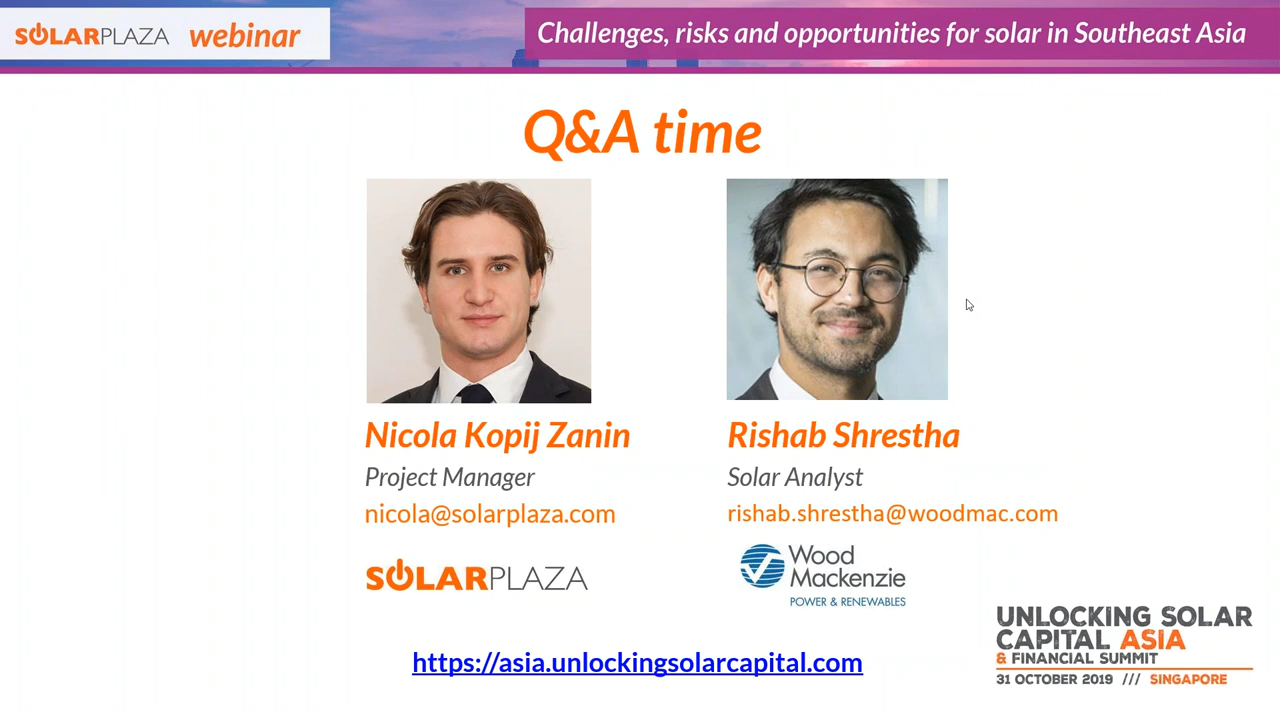 SOLARPLAZA webinar
Challenges, risks and opportunities for solar in Southeast Asia
Q&A time
Nicola Kopij Zanin
Project Manager
nicola@solarplaza.com
SOLARPLAZA
Rishab Shrestha
Solar Analyst
rishab.shrestha@woodmac.com
Wood
Mackenzie
POWER & RENEWABLES
https://asia.unlockingsolarcapital.com
UNLOCKING SOLAR
CAPITAL ASIA
& FINANCIAL SUMMIT
31 OCTOBER 2019 /// SINGAPORE